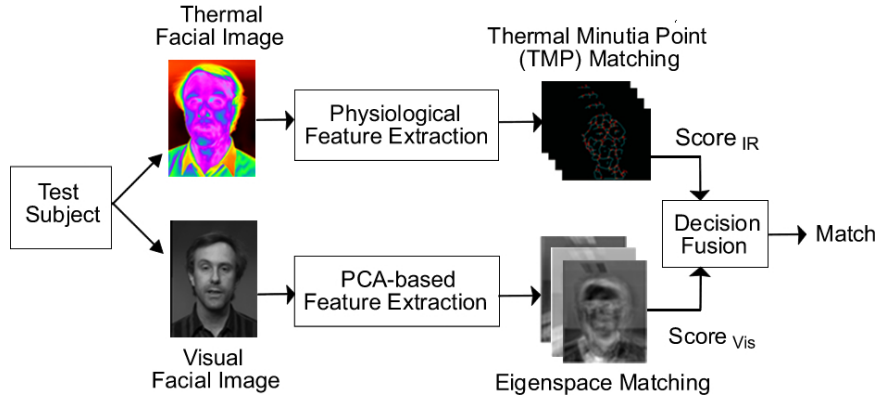 Thermal
Facial Image
Thermal Minutia Point
(TMP) Matching
Physiological
Feature Extraction
Score IR
Test
Subject
Decision
Fusion
Match
PCA-based
Feature Extraction
Score Vis
Visual
Facial Image
Eigenspace Matching